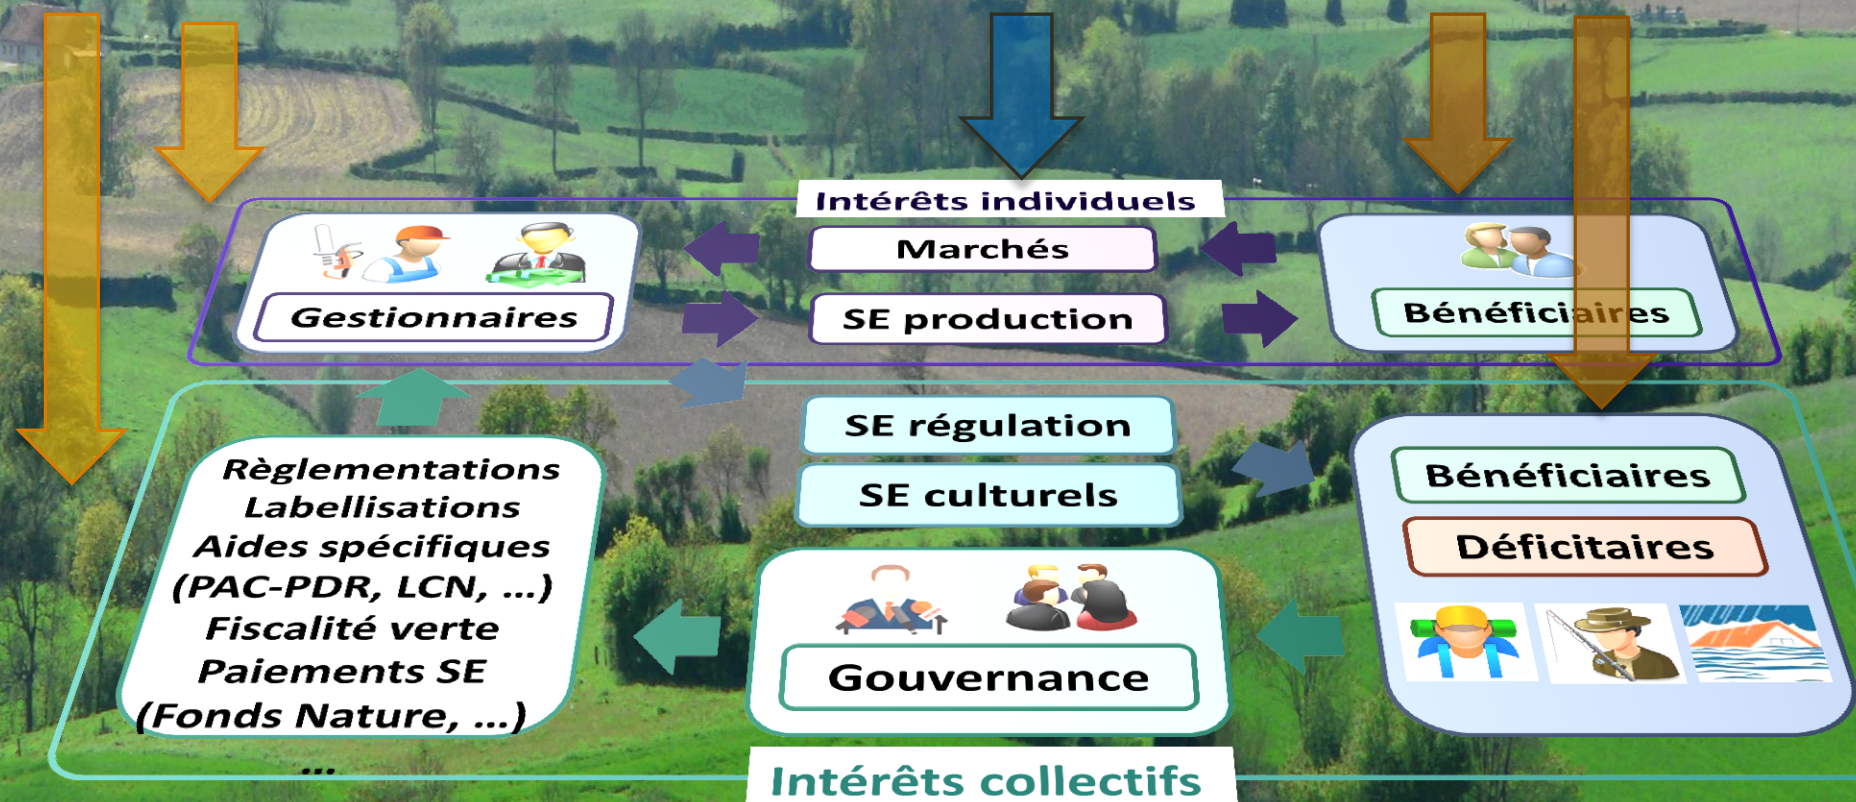 Intérêts individuels
Gestionnaires
Marchés
SE production
Bénéficiaires
Règlementations
Labellisations
Aides spécifiques
(PAC-PDR, LCN, ...)
Fiscalité verte
Paiements SE
(Fonds Nature, ...)
...
SE régulation
SE culturels
Gouvernance
Bénéficiaires
Déficitaires
Intérêts collectifs